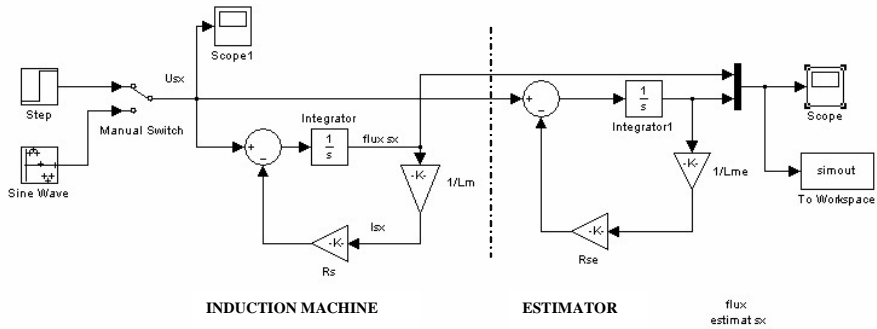 Scope1
Usx
Step
Manual Switch
Scope
Integrator
1
s
flux sx
+
-
+
-
1
s
Integrator1
Sine Wave
-K-
1/Lm
-K-
1/Lme
simout
To Workspace
Isx
-K-
Rs
-K-
Rse
INDUCTION MACHINE
ESTIMATOR
flux
estimat sx